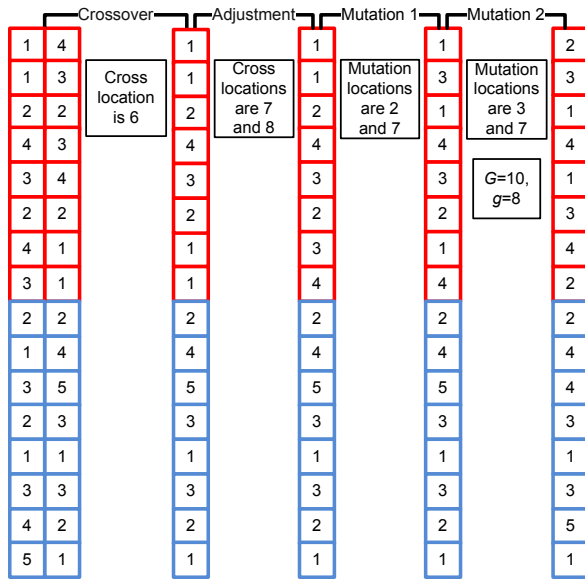 Crossover Adjustment Mutation 1 Mutation 2
1 4 1 1 1 2
1 3 1 1 3 3
2 2 2 2 1 1
4 3 4 4 4 4
3 4 3 3 3 1
2 2 2 2 2 3
4 1 1 3 1 4
3 1 1 4 4 2
2 2 2 2 2 2
1 4 4 4 4 4
3 5 5 5 5 4
2 3 3 3 3 3
1 1 1 1 1 1
3 3 3 3 3 3
4 2 2 2 2 5
5 1 1 1 1 1
Cross
location
is 6
Cross
locations
are 7
and 8
Mutation
locations
are 2
and 7
Mutation
locations
are 3
and 7
G=10,
g=8